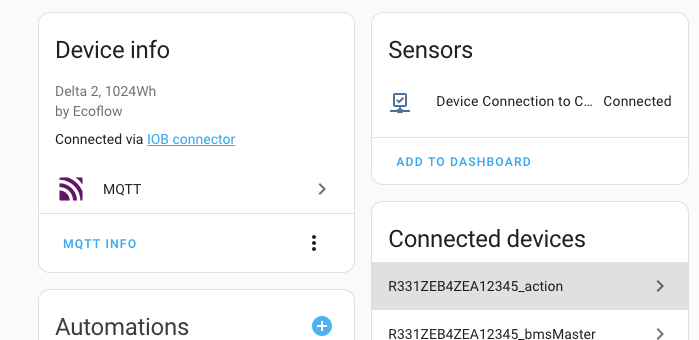 Device info
Delta 2, 1024Wh
by Ecoflow
Connected via IOB connector
MQTT
MQTT INFO
Automations
Sensors
Device Connection to C... Connected
ADD TO DASHBOARD
Connected devices
R331ZEB4ZEA12345_action
R331ZEB4ZEA12345_bmsMaster